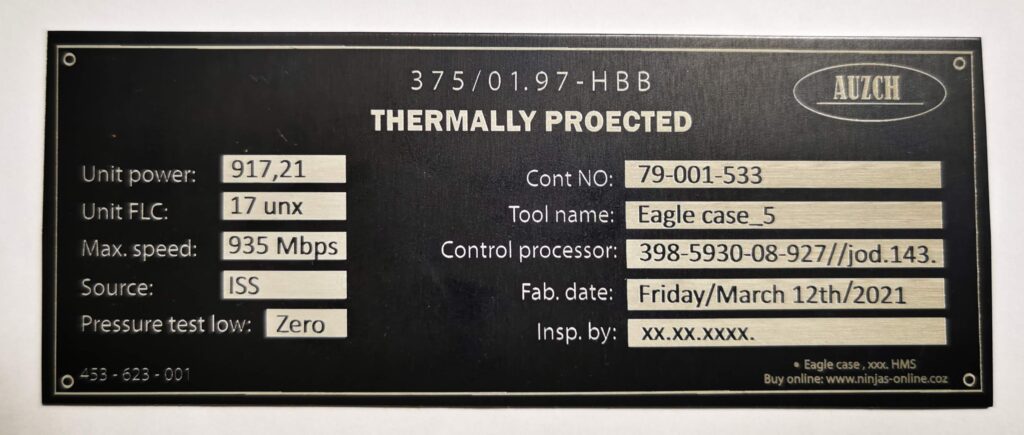 375/01.97-HBB
AUZCH
THERMALLY PROECTED
Unit power: 917,21
Unit FLC: 17 unx
Max. speed: 935 Mbps
Source: ISS
Pressure test low: Zero
Cont NO: 79-001-533
Tool name: Eagle case_5
Control processor: 398-5930-08-927//jod.143.
Fab. date: Friday/March 12th/2021
Insp. by: xx.xx.xxxx.
453 - 623 - 001
• Eagle case , xxx. HMS
Buy online: www.ninjas-online.coz